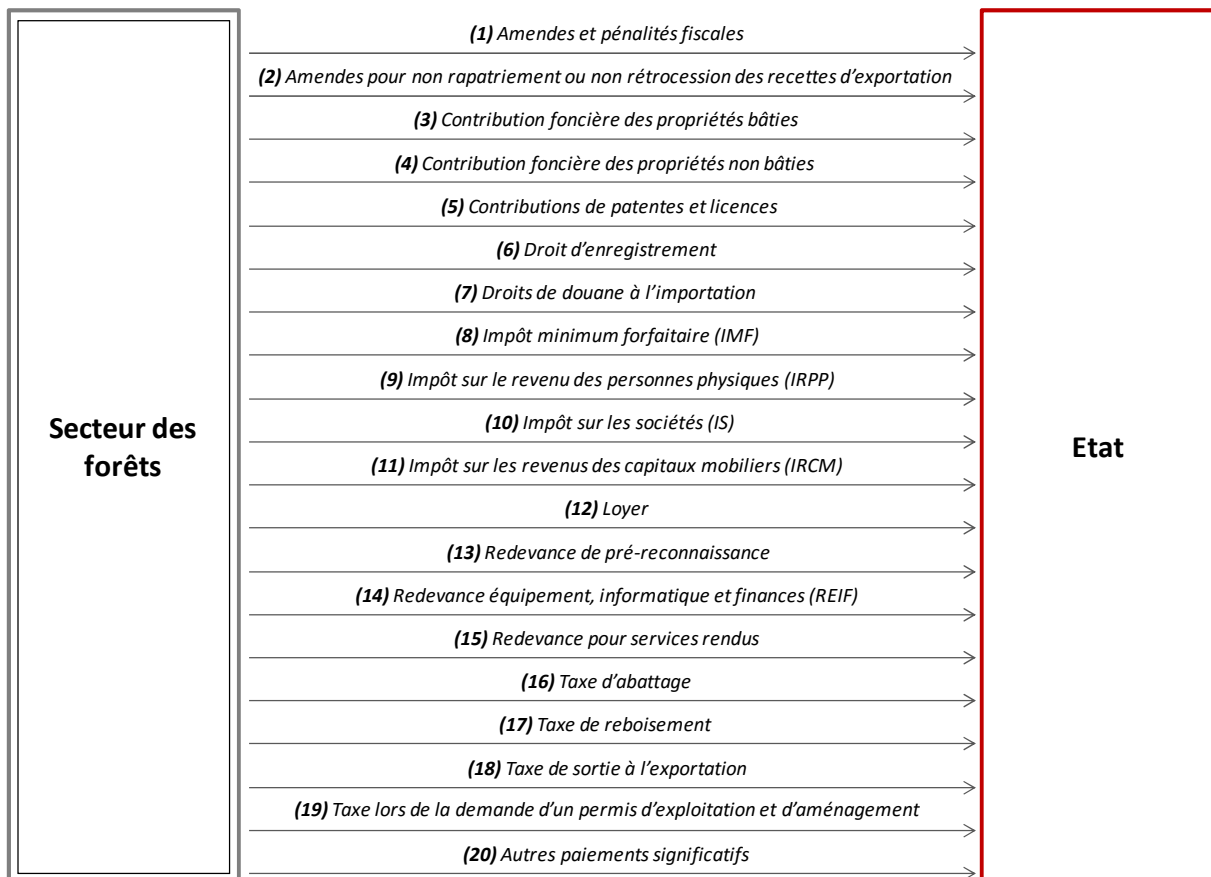 (1) Amendes et pénalités fiscales
(2) Amendes pour non rapatriement ou non rétrocession des recettes d'exportation
(3) Contribution foncière des propriétés bâties
(4) Contribution foncière des propriétés non bâties
(5) Contributions de patentes et licences
(6) Droit d'enregistrement
(7) Droits de douane à l'importation
(8) Impôt minimum forfaitaire (IMF)
(9) Impôt sur le revenu des personnes physiques (IRPP)
(10) Impôt sur les sociétés (IS)
(11) Impôt sur les revenus des capitaux mobiliers (IRCM)
(12) Loyer
(13) Redevance de pré-reconnaissance
(14) Redevance équipement, informatique et finances (REIF)
(15) Redevance pour services rendus
(16) Taxe d'abattage
(17) Taxe de reboisement
(18) Taxe de sortie à l'exportation
(19) Taxe lors de la demande d'un permis d'exploitation et d'aménagement
(20) Autres paiements significatifs
Secteur des
forêts
Etat